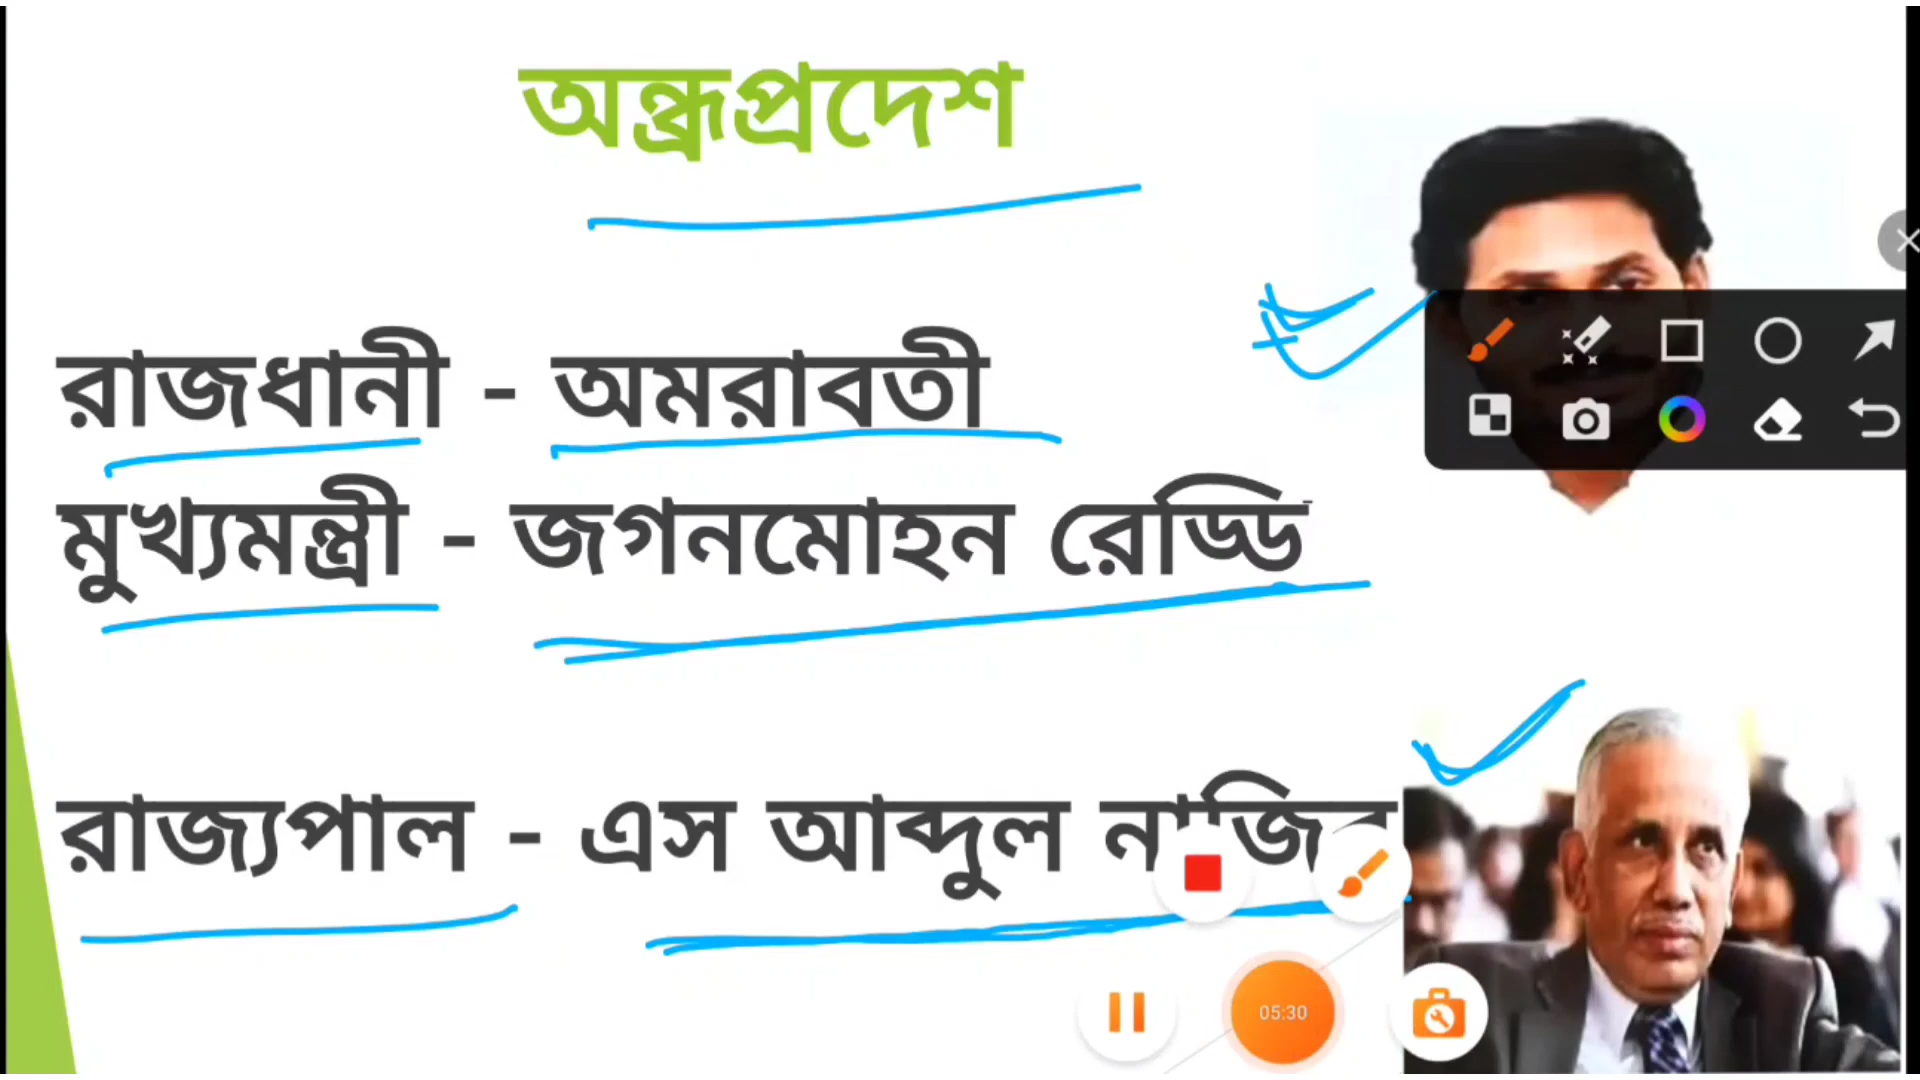 অন্ধ্রপ্রদেশ
রাজধানী - অমরাবতী
মুখ্যমন্ত্রী - জগনমোহন রেড্ডি
রাজ্যপাল - এস আব্দুল
05:30